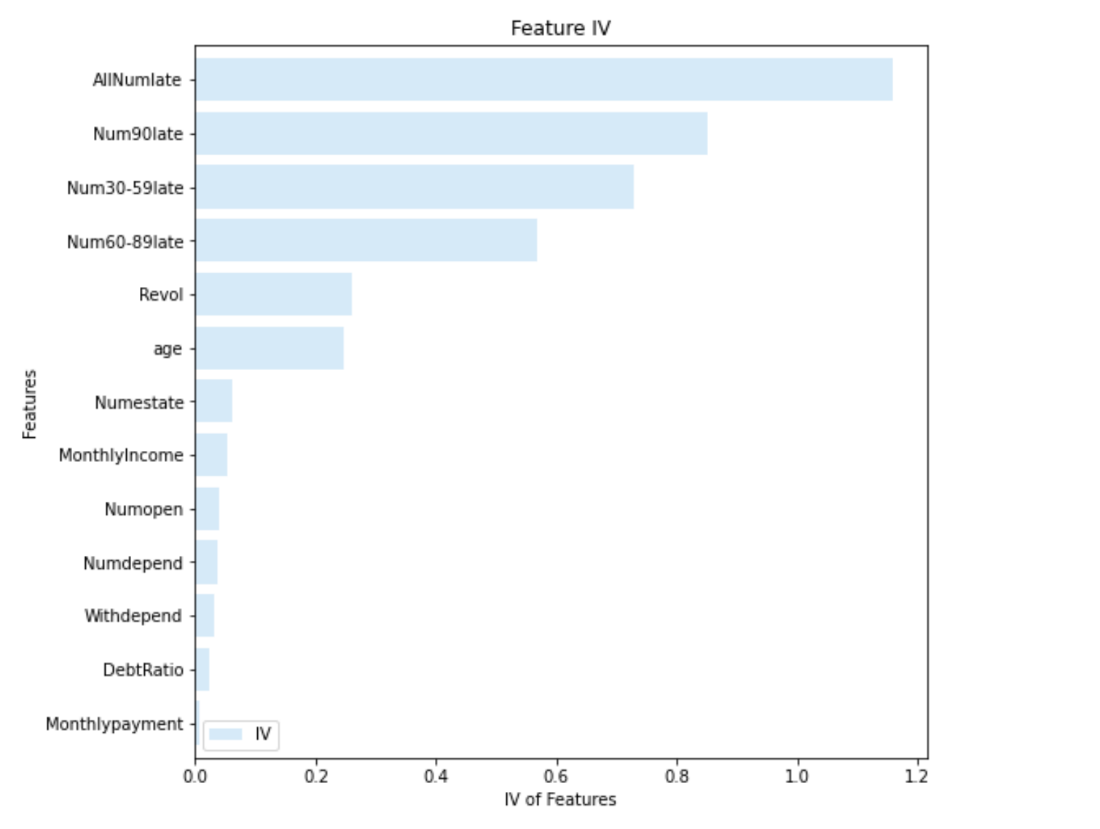 Feature IV
AllNumlate
Num90late
Num30-59late
Num60-89late
Revol
age
Numestate
MonthlyIncome
Numopen
Numdepend
Withdepend
DebtRatio
Monthlypayment
Features
IV
0.0 0.2 0.4 0.6 0.8 1.0 1.2
IV of Features